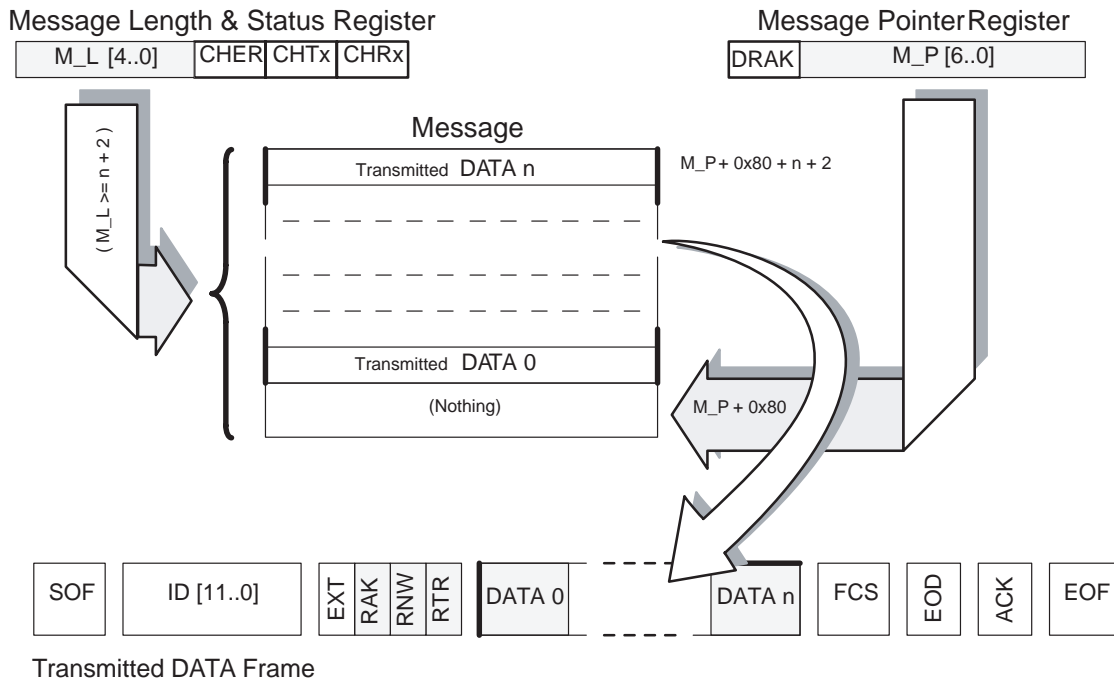 Message Length & Status Register
Message Pointer Register
M_L [4..0] CHER CHTx CHRx
DRAK M_P [6..0]
( M_L >= n + 2 )
Message
Transmitted DATA n
M_P + 0x80 + n + 2
Transmitted DATA 0
(Nothing)
M_P + 0x80
SOF ID [11..0] EXT RAK RNW RTR DATA 0 DATA n FCS EOD ACK EOF
Transmitted DATA Frame